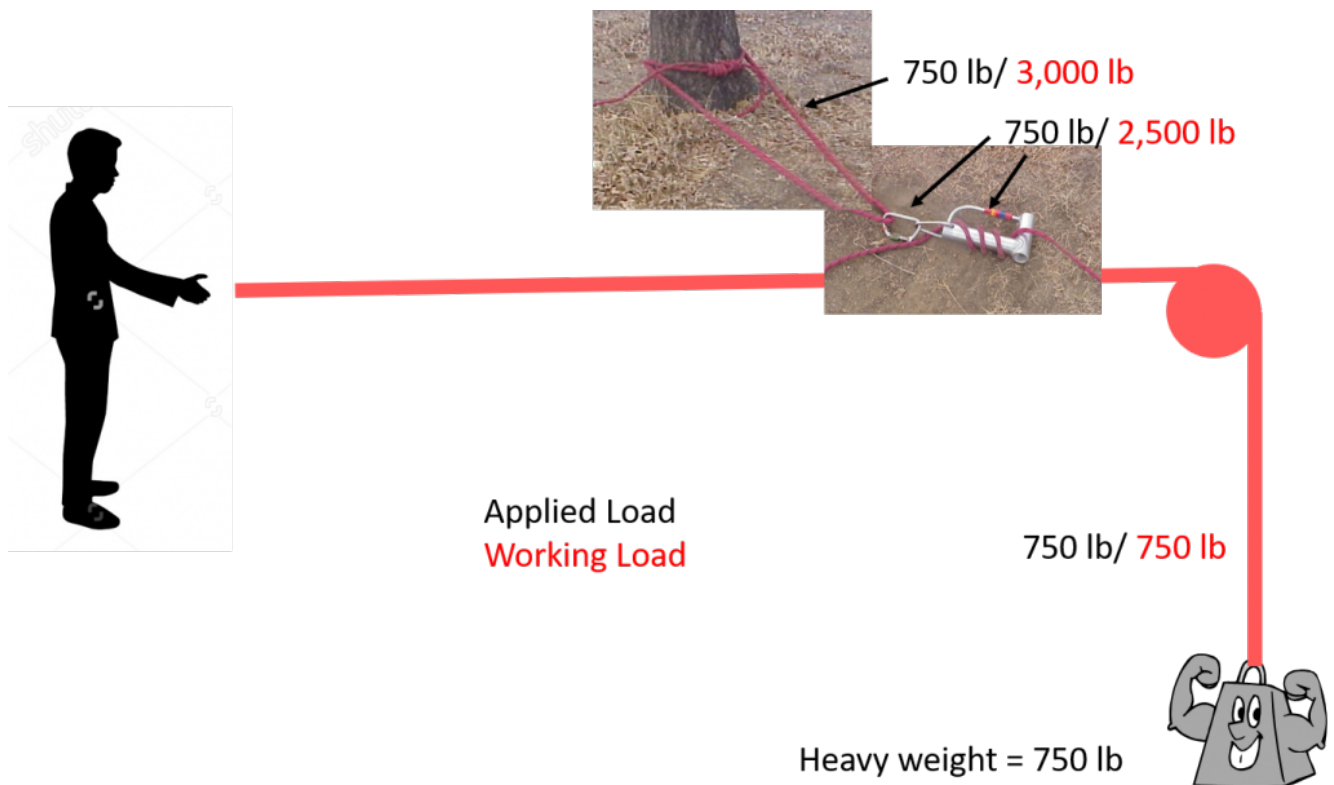 750 lb/ 3,000 lb
750 lb/ 2,500 lb
Applied Load
Working Load
750 lb/ 750 lb
Heavy weight = 750 lb